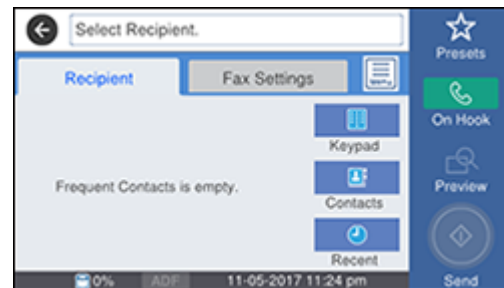 Select Recipient.
Presets
Recipient
Fax Settings
On Hook
Keypad
Frequent Contacts is empty.
Contacts
Preview
Recent
0%
ADF
11-05-2017 11:24 pm
Send